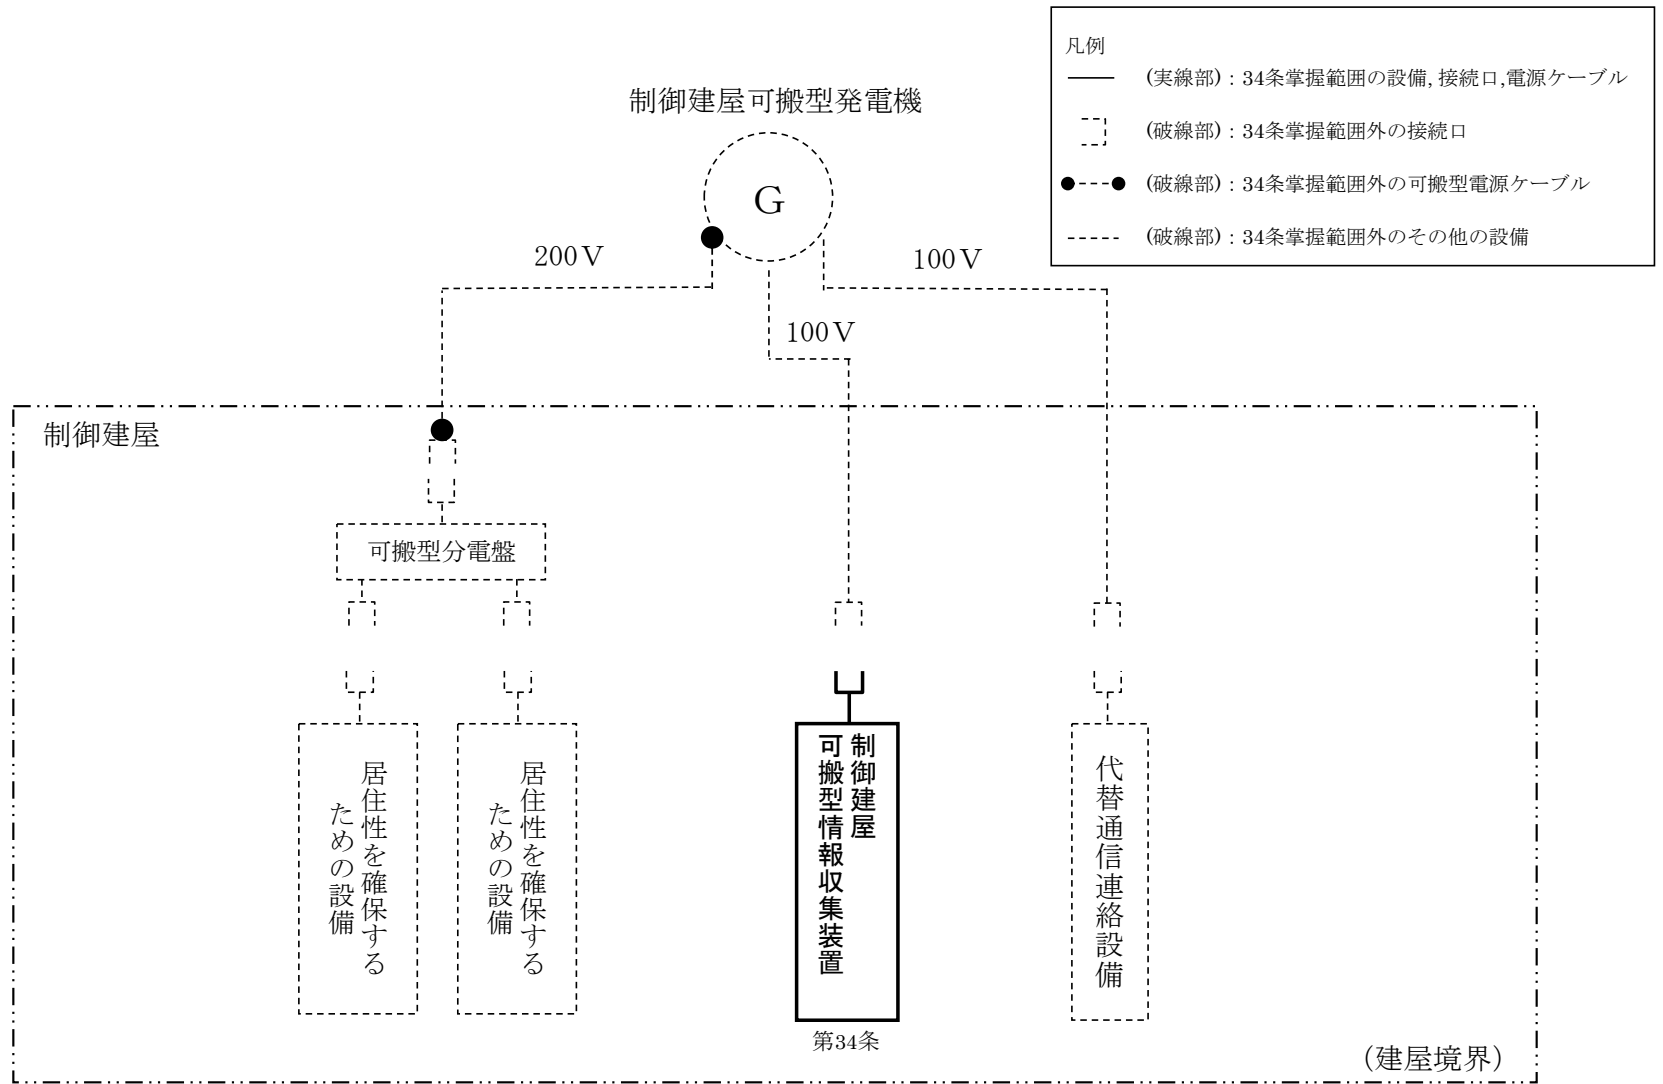 凡例
(実線部)：34条掌握範囲の設備,接続口,電源ケーブル
(破線部)：34条掌握範囲外の接続口
(破線部)：34条掌握範囲外の可搬型電源ケーブル
(破線部)：34条掌握範囲外のその他の設備
制御建屋可搬型発電機
G
200V
100V
100V
制御建屋
可搬型分電盤
居住性を確保する
ための設備
居住性を確保する
ための設備
制御建屋
可搬型情報収集装置
代替通信連絡設備
第34条
（建屋境界）